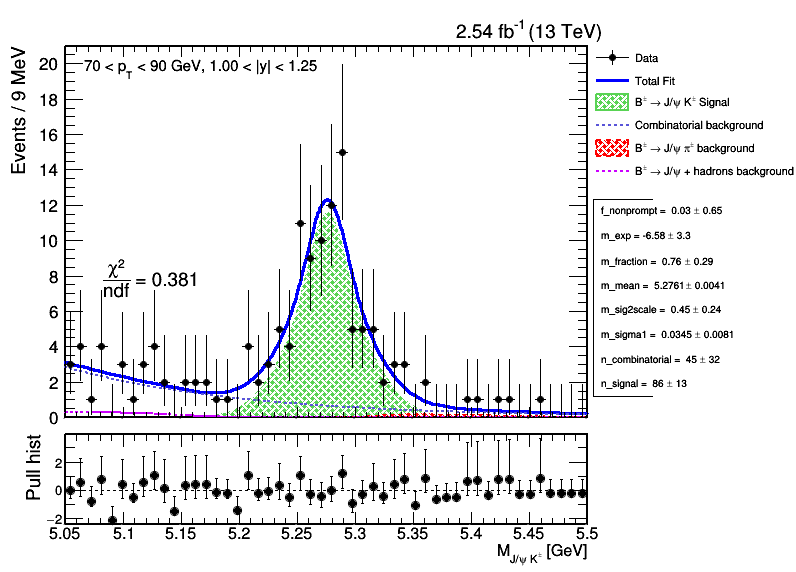 2.54 fb⁻¹ (13 TeV)
Events / 9 MeV
70 < p_T < 90 GeV, 1.00 < |y| < 1.25
20
18
16
14
12
10
8
6
4
2
0
χ²/ndf = 0.381
Data
Total Fit
B± → J/ψ K± Signal
Combinatorial background
B± → J/ψ π± background
B± → J/ψ + hadrons background
f_nonprompt = 0.03 ± 0.65
m_exp = -6.58 ± 3.3
m_fraction = 0.76 ± 0.29
m_mean = 5.2761 ± 0.0041
m_sig2scale = 0.45 ± 0.24
m_sigma1 = 0.0345 ± 0.0081
n_combinatorial = 45 ± 32
n_signal = 86 ± 13
Pull hist
2
0
−2
5.05 5.1 5.15 5.2 5.25 5.3 5.35 5.4 5.45 5.5
M_J/ψ K± [GeV]